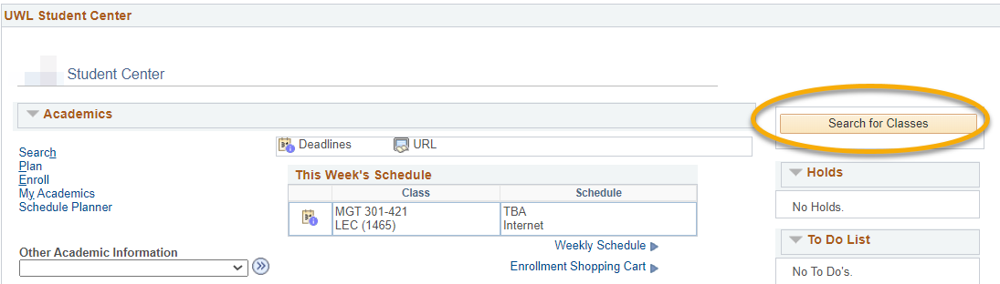 UWL Student Center
Student Center
Academics
Search
Plan
Enroll
My Academics
Schedule Planner
Other Academic Information
Deadlines
URL
This Week's Schedule
Class
Schedule
MGT 301-421
LEC (1465)
TBA
Internet
Weekly Schedule
Enrollment Shopping Cart
Search for Classes
Holds
No Holds.
To Do List
No To Do's.